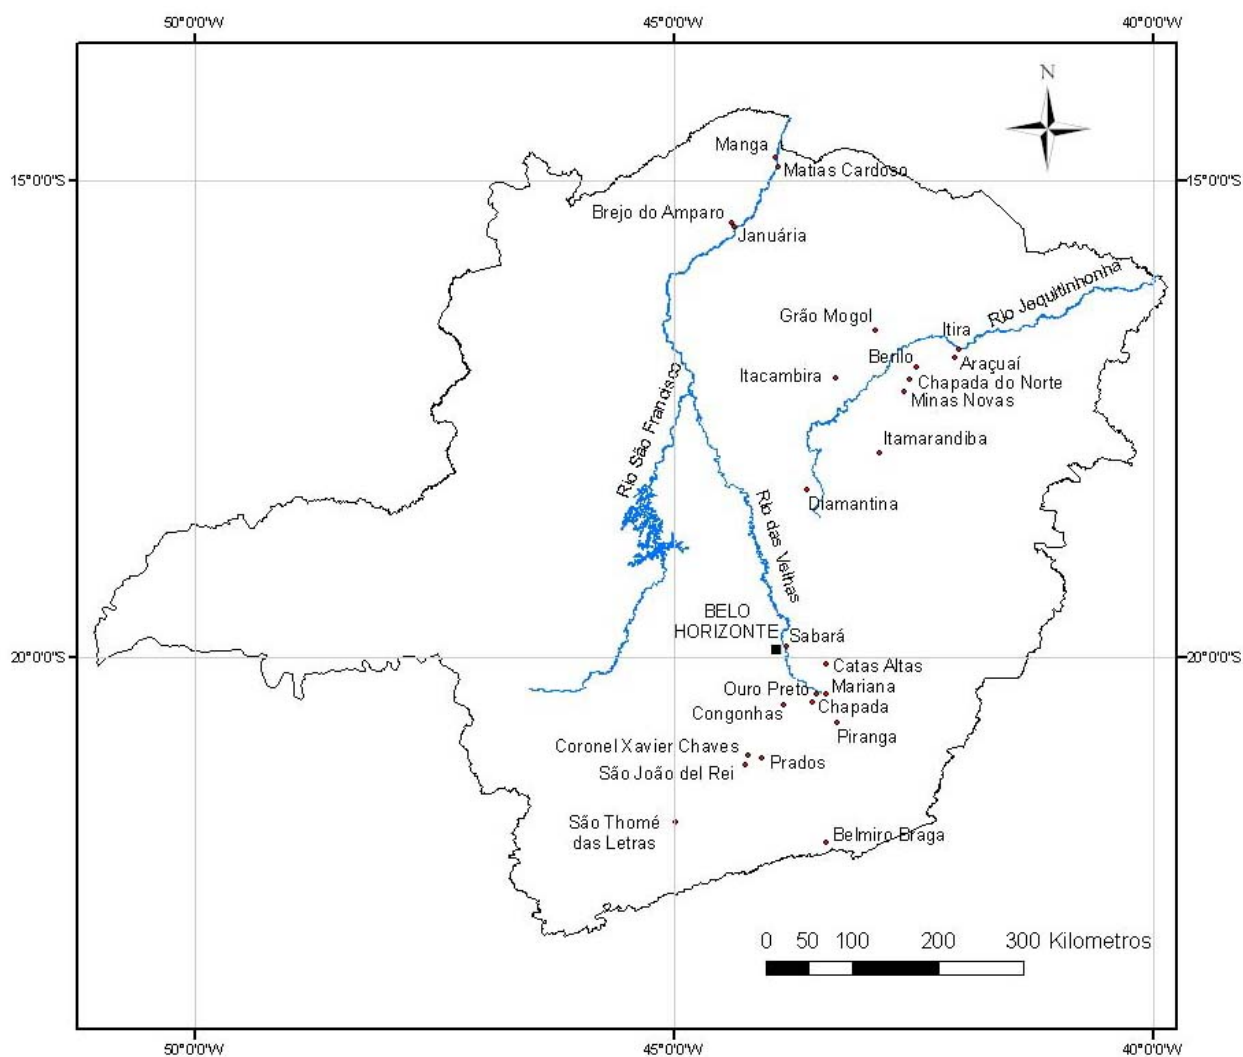 50°0'0"W 45°0'0"W 40°0'0"W
N
Manga
15°0'0"S
Matias Cardoso
15°0'0"S
Brejo do Amparo
Januária
Rio Jequitinhonha
Grão Mogol
Itira
Berilo
Araçuaí
Itacambira
Chapada do Norte
Minas Novas
Rio São Francisco
Itamarandiba
Diamantina
Rio das Velhas
BELO
HORIZONTE
Sabará
20°0'0"S
20°0'0"S
Catas Altas
Ouro Preto
Mariana
Congonhas
Chapada
Piranga
Coronel Xavier Chaves
Prados
São João del Rei
São Thomé
das Letras
Belmiro Braga
0 50 100 200 300 Kilometros
50°0'0"W 45°0'0"W 40°0'0"W